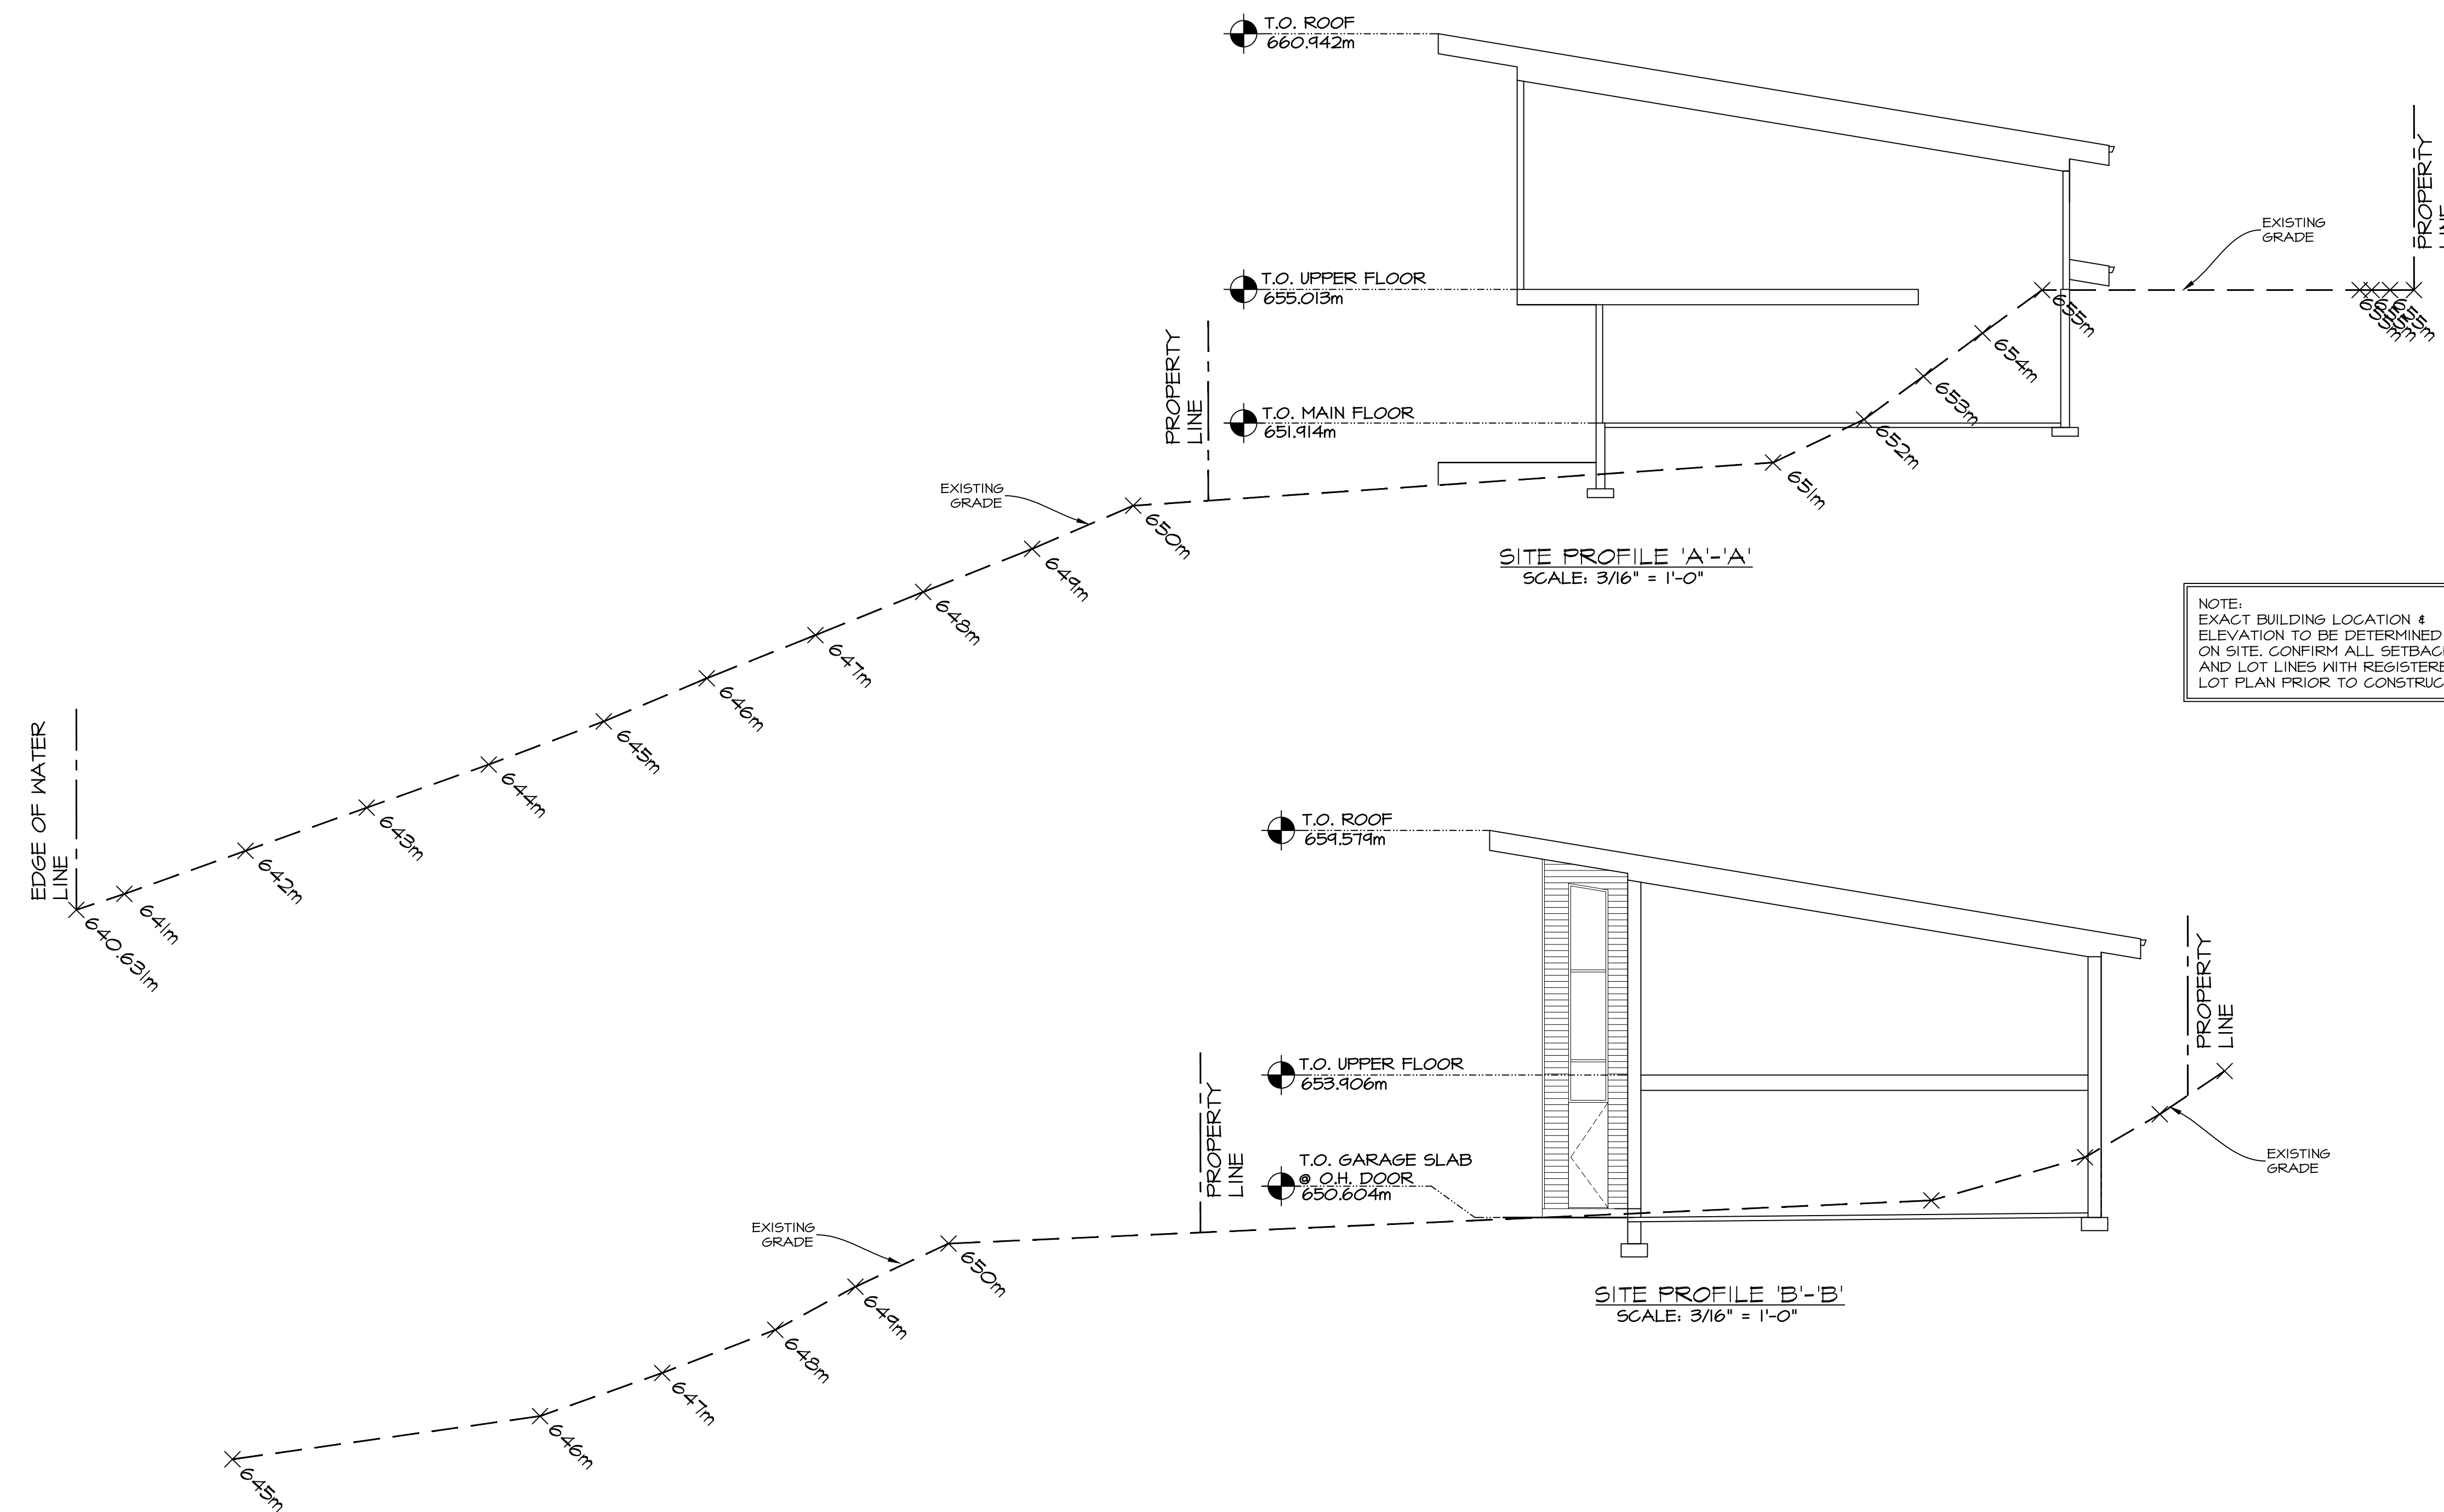 T.O. ROOF
660.942m
T.O. UPPER FLOOR
655.013m
T.O. MAIN FLOOR
651.914m
PROPERTY
LINE
EXISTING
GRADE
PROPERTY
EXISTING
GRADE
655m
655m
655m
654m
653m
652m
651m
650m
649m
648m
647m
646m
645m
644m
643m
642m
641m
640.631m
EDGE OF WATER
LINE
SITE PROFILE 'A'-'A'
SCALE: 3/16" = 1'-0"
NOTE:
EXACT BUILDING LOCATION &
ELEVATION TO BE DETERMINED
ON SITE. CONFIRM ALL
AND LOT LINES WITH
LOT PLAN PRIOR TO
T.O. ROOF
659.579m
T.O. UPPER FLOOR
653.906m
T.O. GARAGE SLAB
@ O.H. DOOR
650.604m
PROPERTY
LINE
PROPERTY
LINE
EXISTING
GRADE
EXISTING
GRADE
650m
649m
648m
647m
646m
645m
SITE PROFILE 'B'-'B'
SCALE: 3/16" = 1'-0"